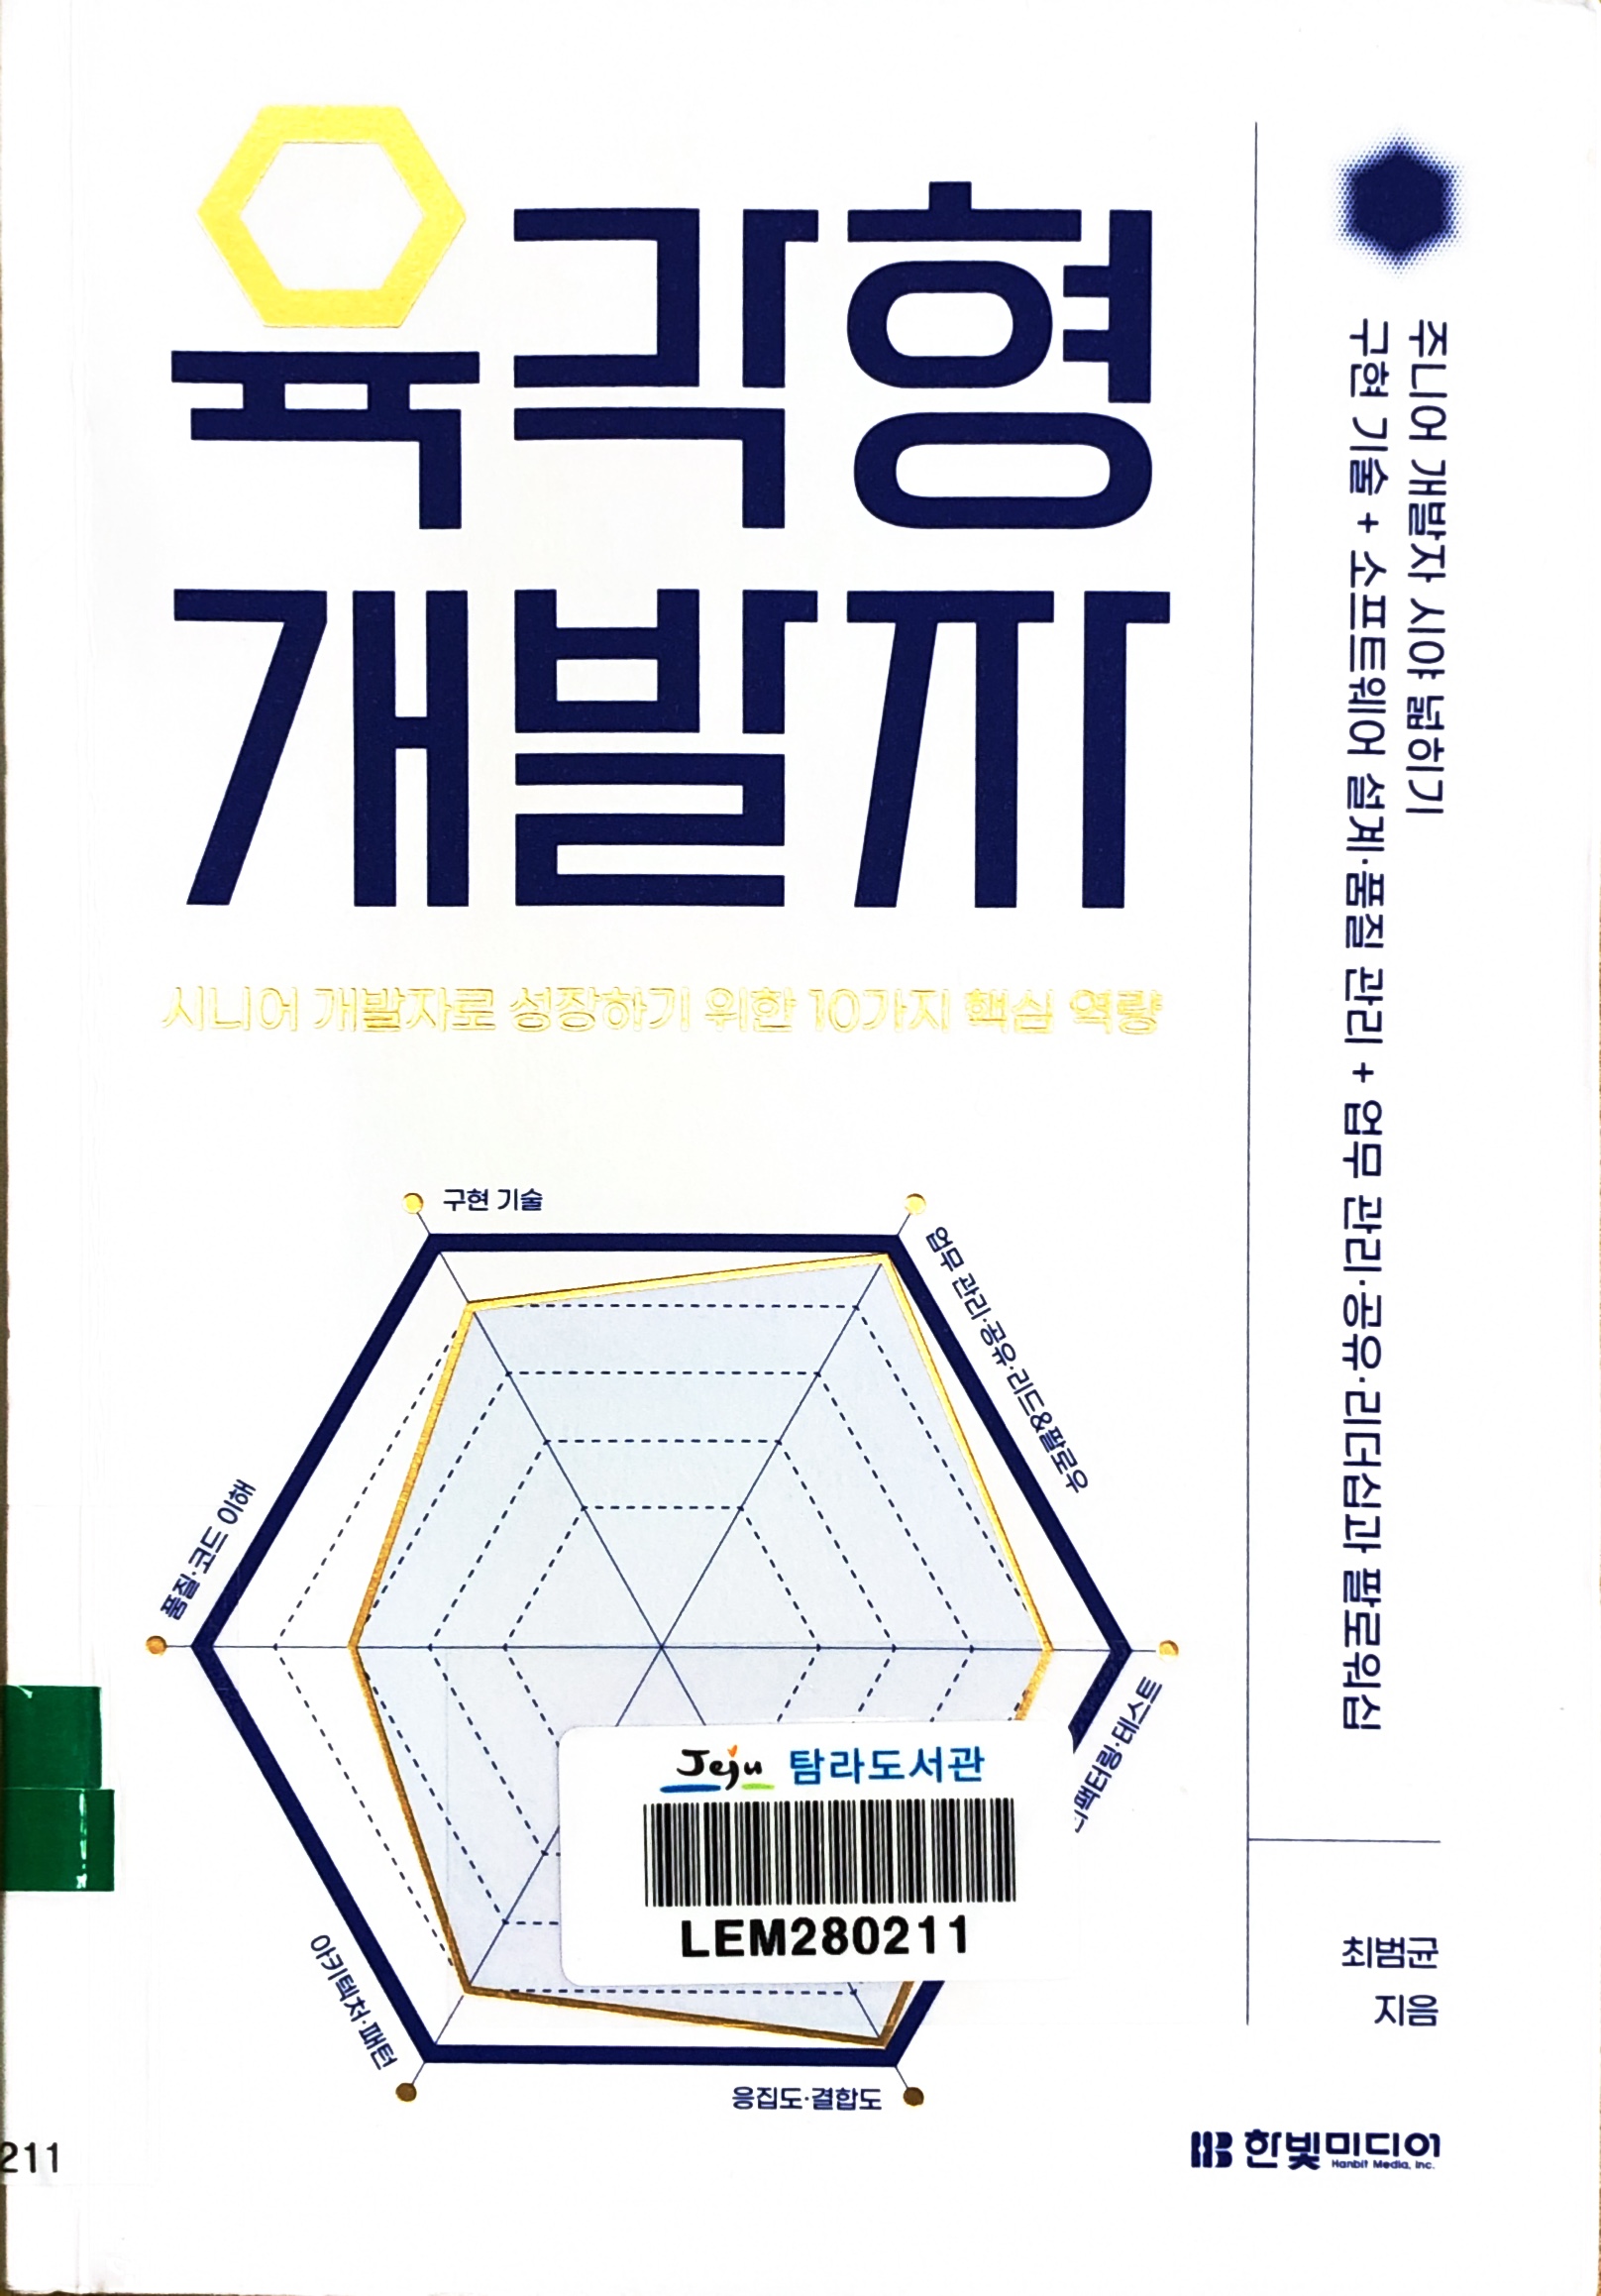 육각형
개발자
시니어 개발자로 성장하기 위한 10가지 핵심 역량
주니어 개발자 시야 넓히기
구현 기술 + 소프트웨어 설계·품질 관리 + 업무 관리·공유·리더십과 팔로워십
구현 기술
업무 관리·공유·리드&팔로우
품질·코드 이해
팩터링·테스트
아키텍처·패턴
응집도·결합도
Jeju 탐라도서관
LEM280211
최범균
지음
211
한빛미디어
Hanbit Media, Inc.